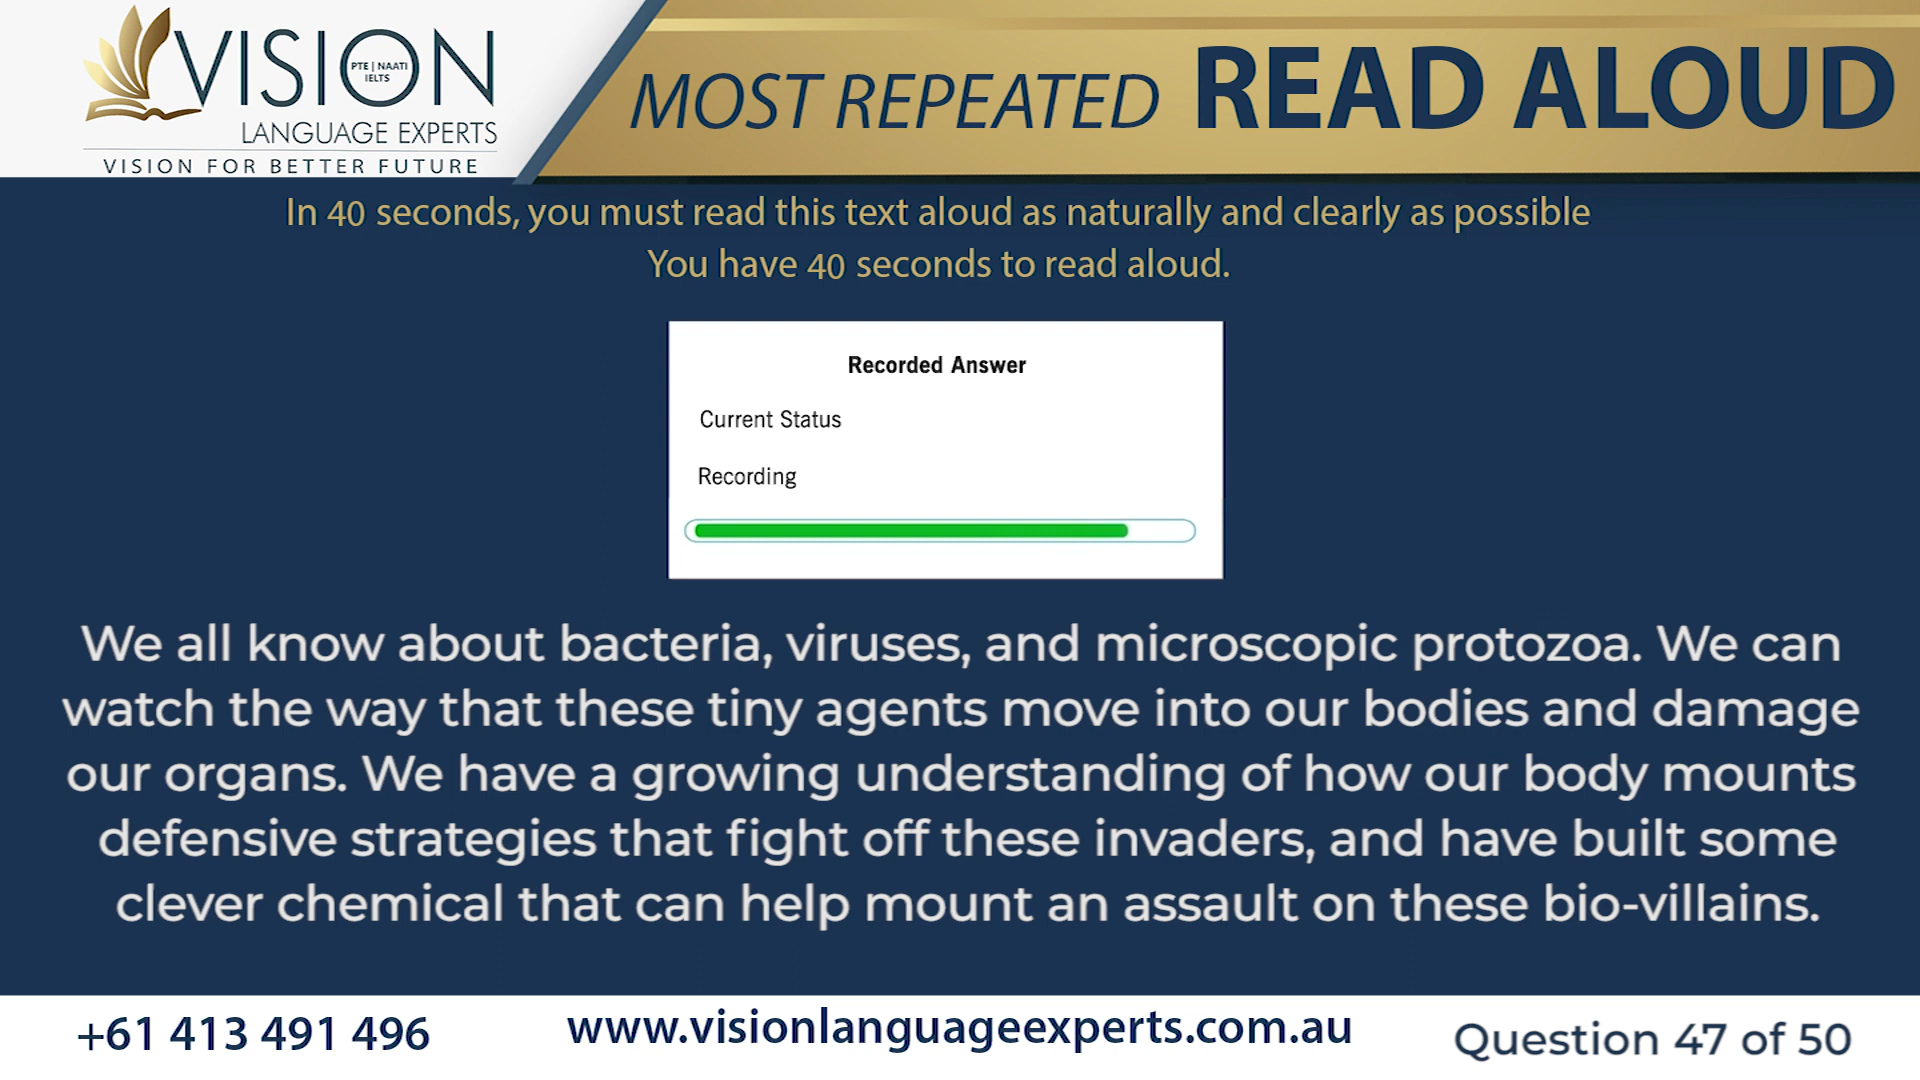 VISION
PTE | NAATI
IELTS
LANGUAGE EXPERTS
VISION FOR BETTER FUTURE
MOST REPEATED READ ALOUD
In 40 seconds, you must read this text aloud as naturally and clearly as possible
You have 40 seconds to read aloud.
Recorded Answer
Current Status
Recording
We all know about bacteria, viruses, and microscopic protozoa. We can
watch the way that these tiny agents move into our bodies and damage
our organs. We have a growing understanding of how our body mounts
defensive strategies that fight off these invaders, and have built some
clever chemical that can help mount an assault on these bio-villains.
+61 413 491 496
www.visionlanguageexperts.com.au
Question 47 of 50